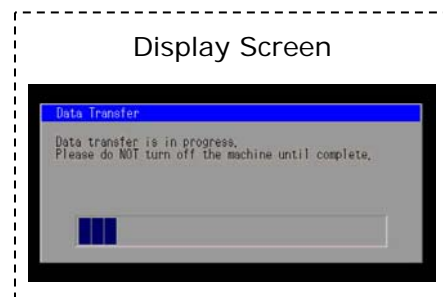 Display Screen
Data Transfer
Data transfer is in progress,
Please do NOT turn off the machine until complete,